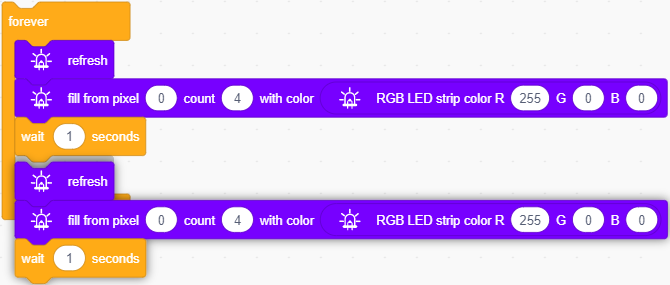 forever
refresh
fill from pixel 0 count 4 with color RGB LED strip color R 255 G 0 B 0
wait 1 seconds
refresh
fill from pixel 0 count 4 with color RGB LED strip color R 255 G 0 B 0
wait 1 seconds